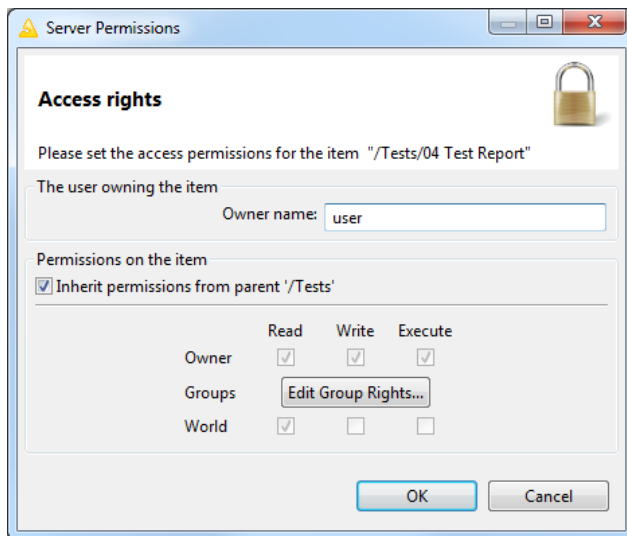 Server Permissions
Access rights
Please set the access permissions for the item "/Tests/04 Test Report"
The user owning the item
Owner name: user
Permissions on the item
Inherit permissions from parent '/Tests'
Read Write Execute
Owner
Groups Edit Group Rights...
World
OK Cancel